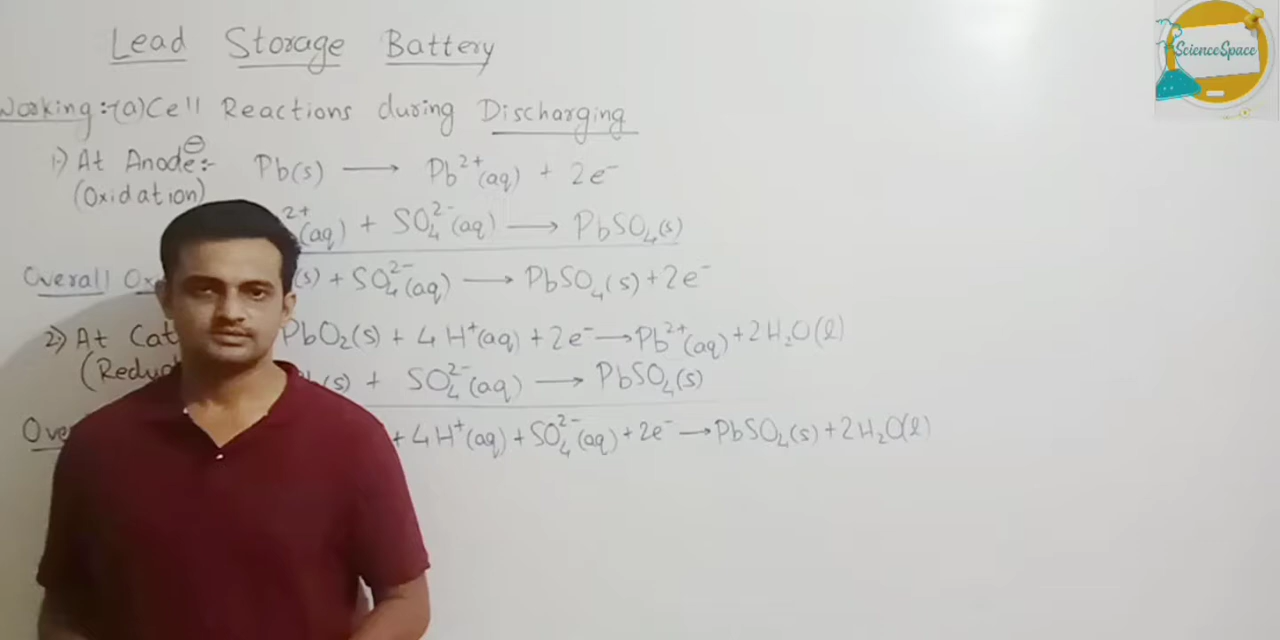 Lead Storage Battery
ScienceSpace
Working:-(a) Cell Reactions during Discharging
1) At Anode⊖:- Pb(s) ⟶ Pb²⁺(aq) + 2e⁻
(Oxidation)
²⁺(aq) + SO₄²⁻(aq) ⟶ PbSO₄(s)
Overall (s) + SO₄²⁻(aq) ⟶ PbSO₄(s) + 2e⁻
2) At PbO₂(s) + 4H⁺(aq) + 2e⁻ ⟶ Pb²⁺(aq) + 2H₂O(l)
(s) + SO₄²⁻(aq) ⟶ PbSO₄(s)
+ 4H⁺(aq) + SO₄²⁻(aq) + 2e⁻ ⟶ PbSO₄(s) + 2H₂O(l)